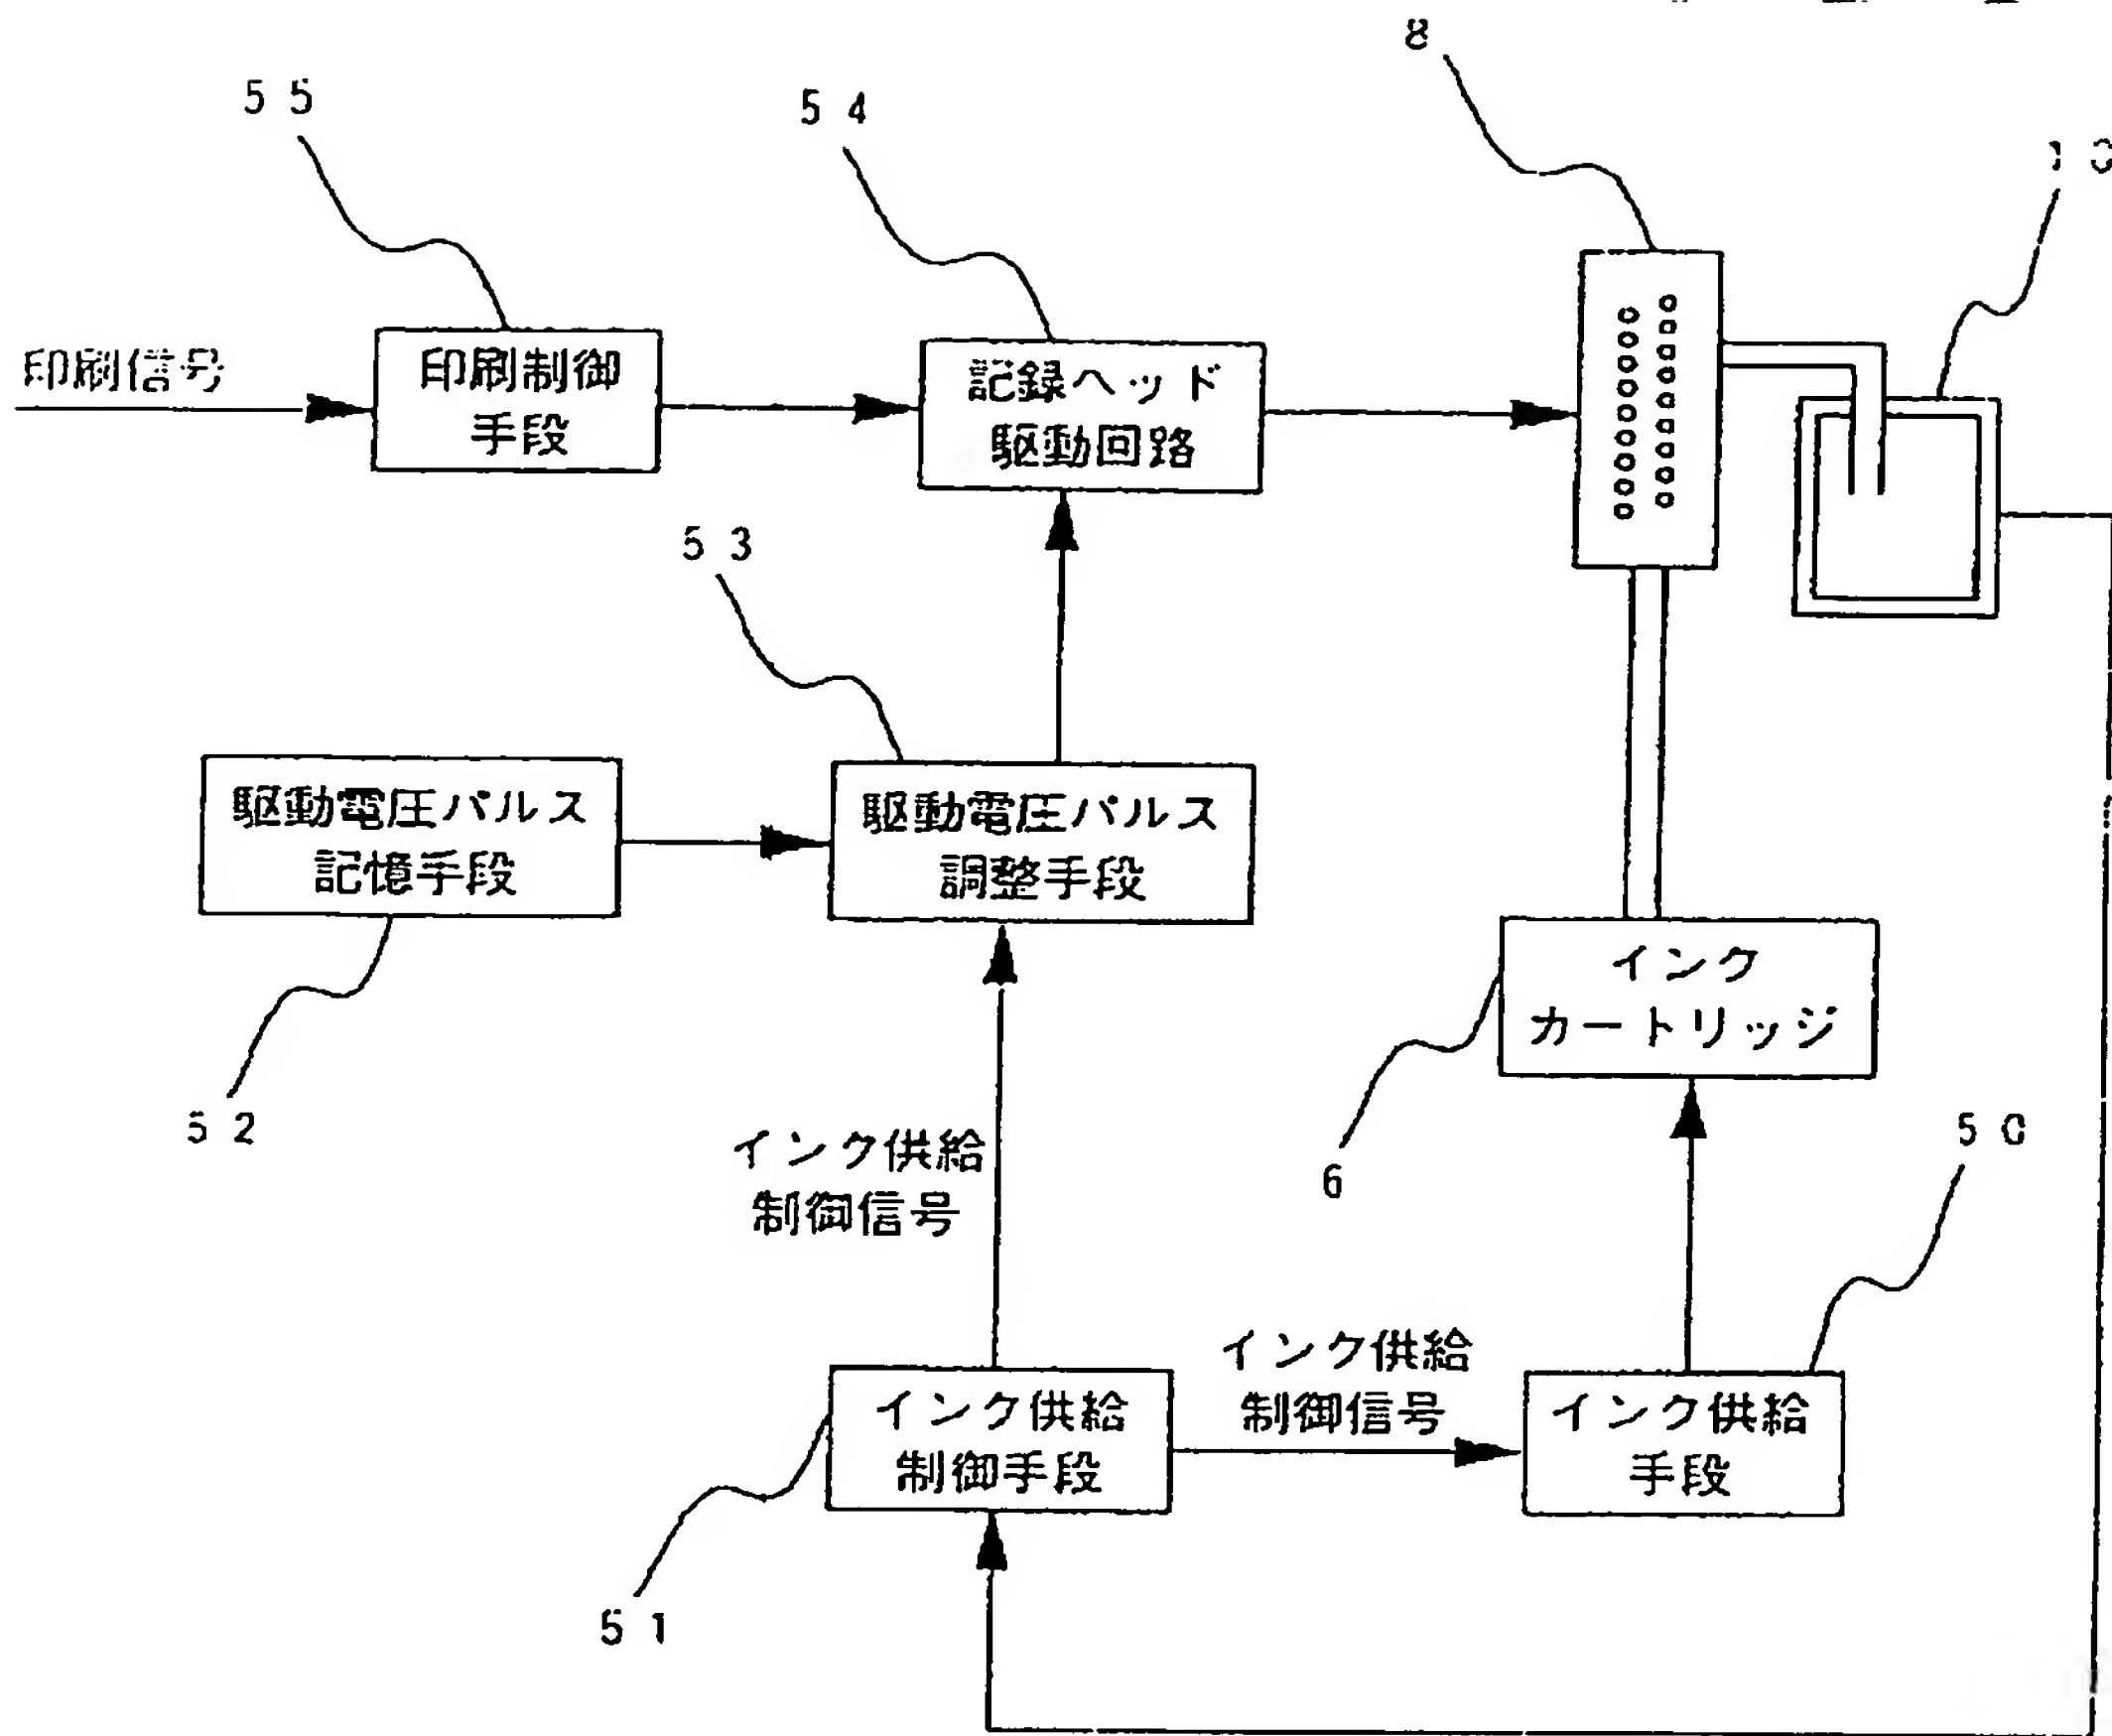 8
５５
５４
１０
印刷信号
印刷制御
手段
記録ヘッド
駆動回路
５３
駆動電圧パルス
記憶手段
駆動電圧パルス
調整手段
インク
カートリッジ
５２
6
５０
インク供給
制御信号
インク供給
制御信号
インク供給
制御手段
インク供給
手段
５１